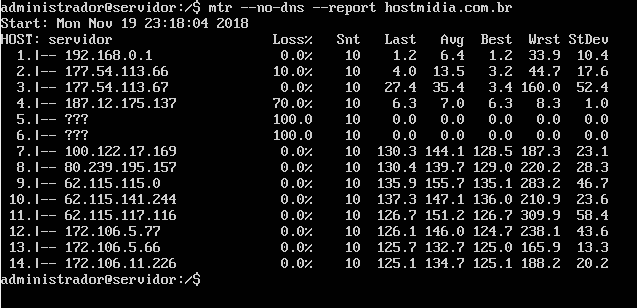 administrador@servidor:/$ mtr --no-dns --report hostmidia.com.br
Start: Mon Nov 19 23:18:04 2018
HOST: servidor                    Loss%   Snt   Last   Avg  Best  Wrst StDev
  1.|-- 192.168.0.1                0.0%    10    1.2   6.4   1.2  33.9  10.4
  2.|-- 177.54.113.66             10.0%    10    4.0  13.5   3.2  44.7  17.6
  3.|-- 177.54.113.67              0.0%    10   27.4  35.4   3.4 160.0  52.4
  4.|-- 187.12.175.137            70.0%    10    6.3   7.0   6.3   8.3   1.0
  5.|-- ???                       100.0    10    0.0   0.0   0.0   0.0   0.0
  6.|-- ???                       100.0    10    0.0   0.0   0.0   0.0   0.0
  7.|-- 100.122.17.169             0.0%    10  130.3 144.1 128.5 187.3  23.1
  8.|-- 80.239.195.157             0.0%    10  130.4 139.7 129.0 220.2  28.3
  9.|-- 62.115.115.0               0.0%    10  135.9 155.7 135.1 283.2  46.7
 10.|-- 62.115.141.244             0.0%    10  137.3 147.1 136.0 210.9  23.6
 11.|-- 62.115.117.116             0.0%    10  126.7 151.2 126.7 309.9  58.4
 12.|-- 172.106.5.77               0.0%    10  126.1 146.0 124.7 238.1  43.6
 13.|-- 172.106.5.66               0.0%    10  125.7 132.7 125.0 165.9  13.3
 14.|-- 172.106.11.226             0.0%    10  125.1 134.7 125.1 188.2  20.2
administrador@servidor:/$